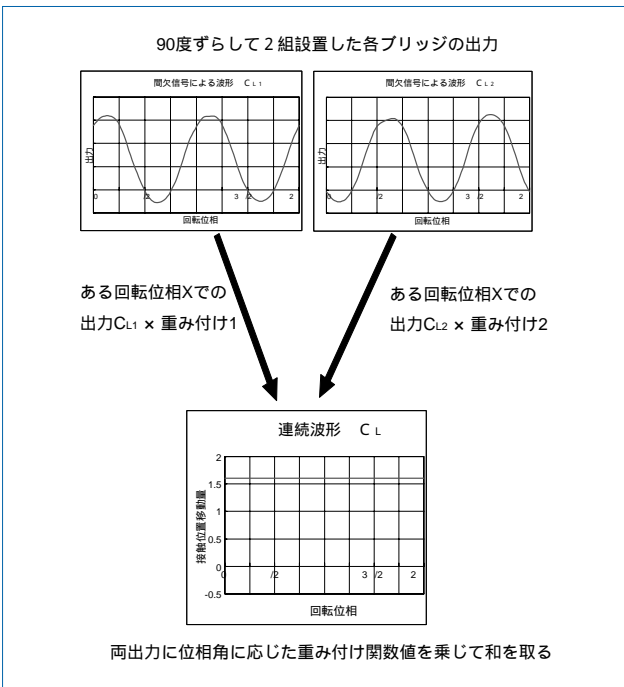 90度ずらして２組設置した各ブリッジの出力
間欠信号による波形 CL1
出力
0 /2 3 /2 2
回転位相
間欠信号による波形 CL2
出力
0 /2 3 /2 2
回転位相
ある回転位相Xでの
出力CL1 × 重み付け1
ある回転位相Xでの
出力CL2 × 重み付け2
連続波形 CL
接触位置移動量
2
1.5
1
0.5
0
-0.5
0 /2 3 /2 2
回転位相
両出力に位相角に応じた重み付け関数値を乗じて和を取る